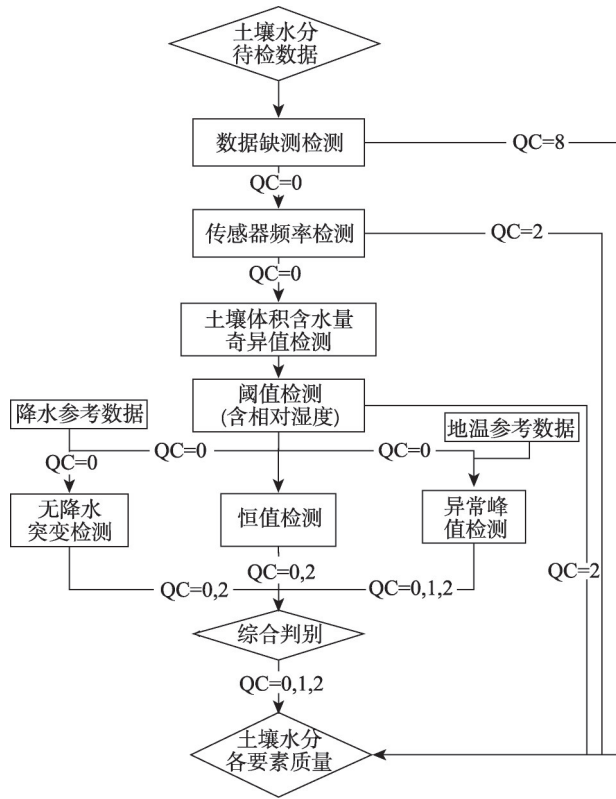 土壤水分
待检数据
数据缺测检测
QC=8
QC=0
传感器频率检测
QC=2
QC=0
土壤体积含水量
奇异值检测
阈值检测
(含相对湿度)
降水参考数据
地温参考数据
QC=0
QC=0
QC=0
无降水
突变检测
恒值检测
异常峰
值检测
QC=2
QC=0,2
QC=0,2
QC=0,1,2
综合判别
QC=0,1,2
土壤水分
各要素质量